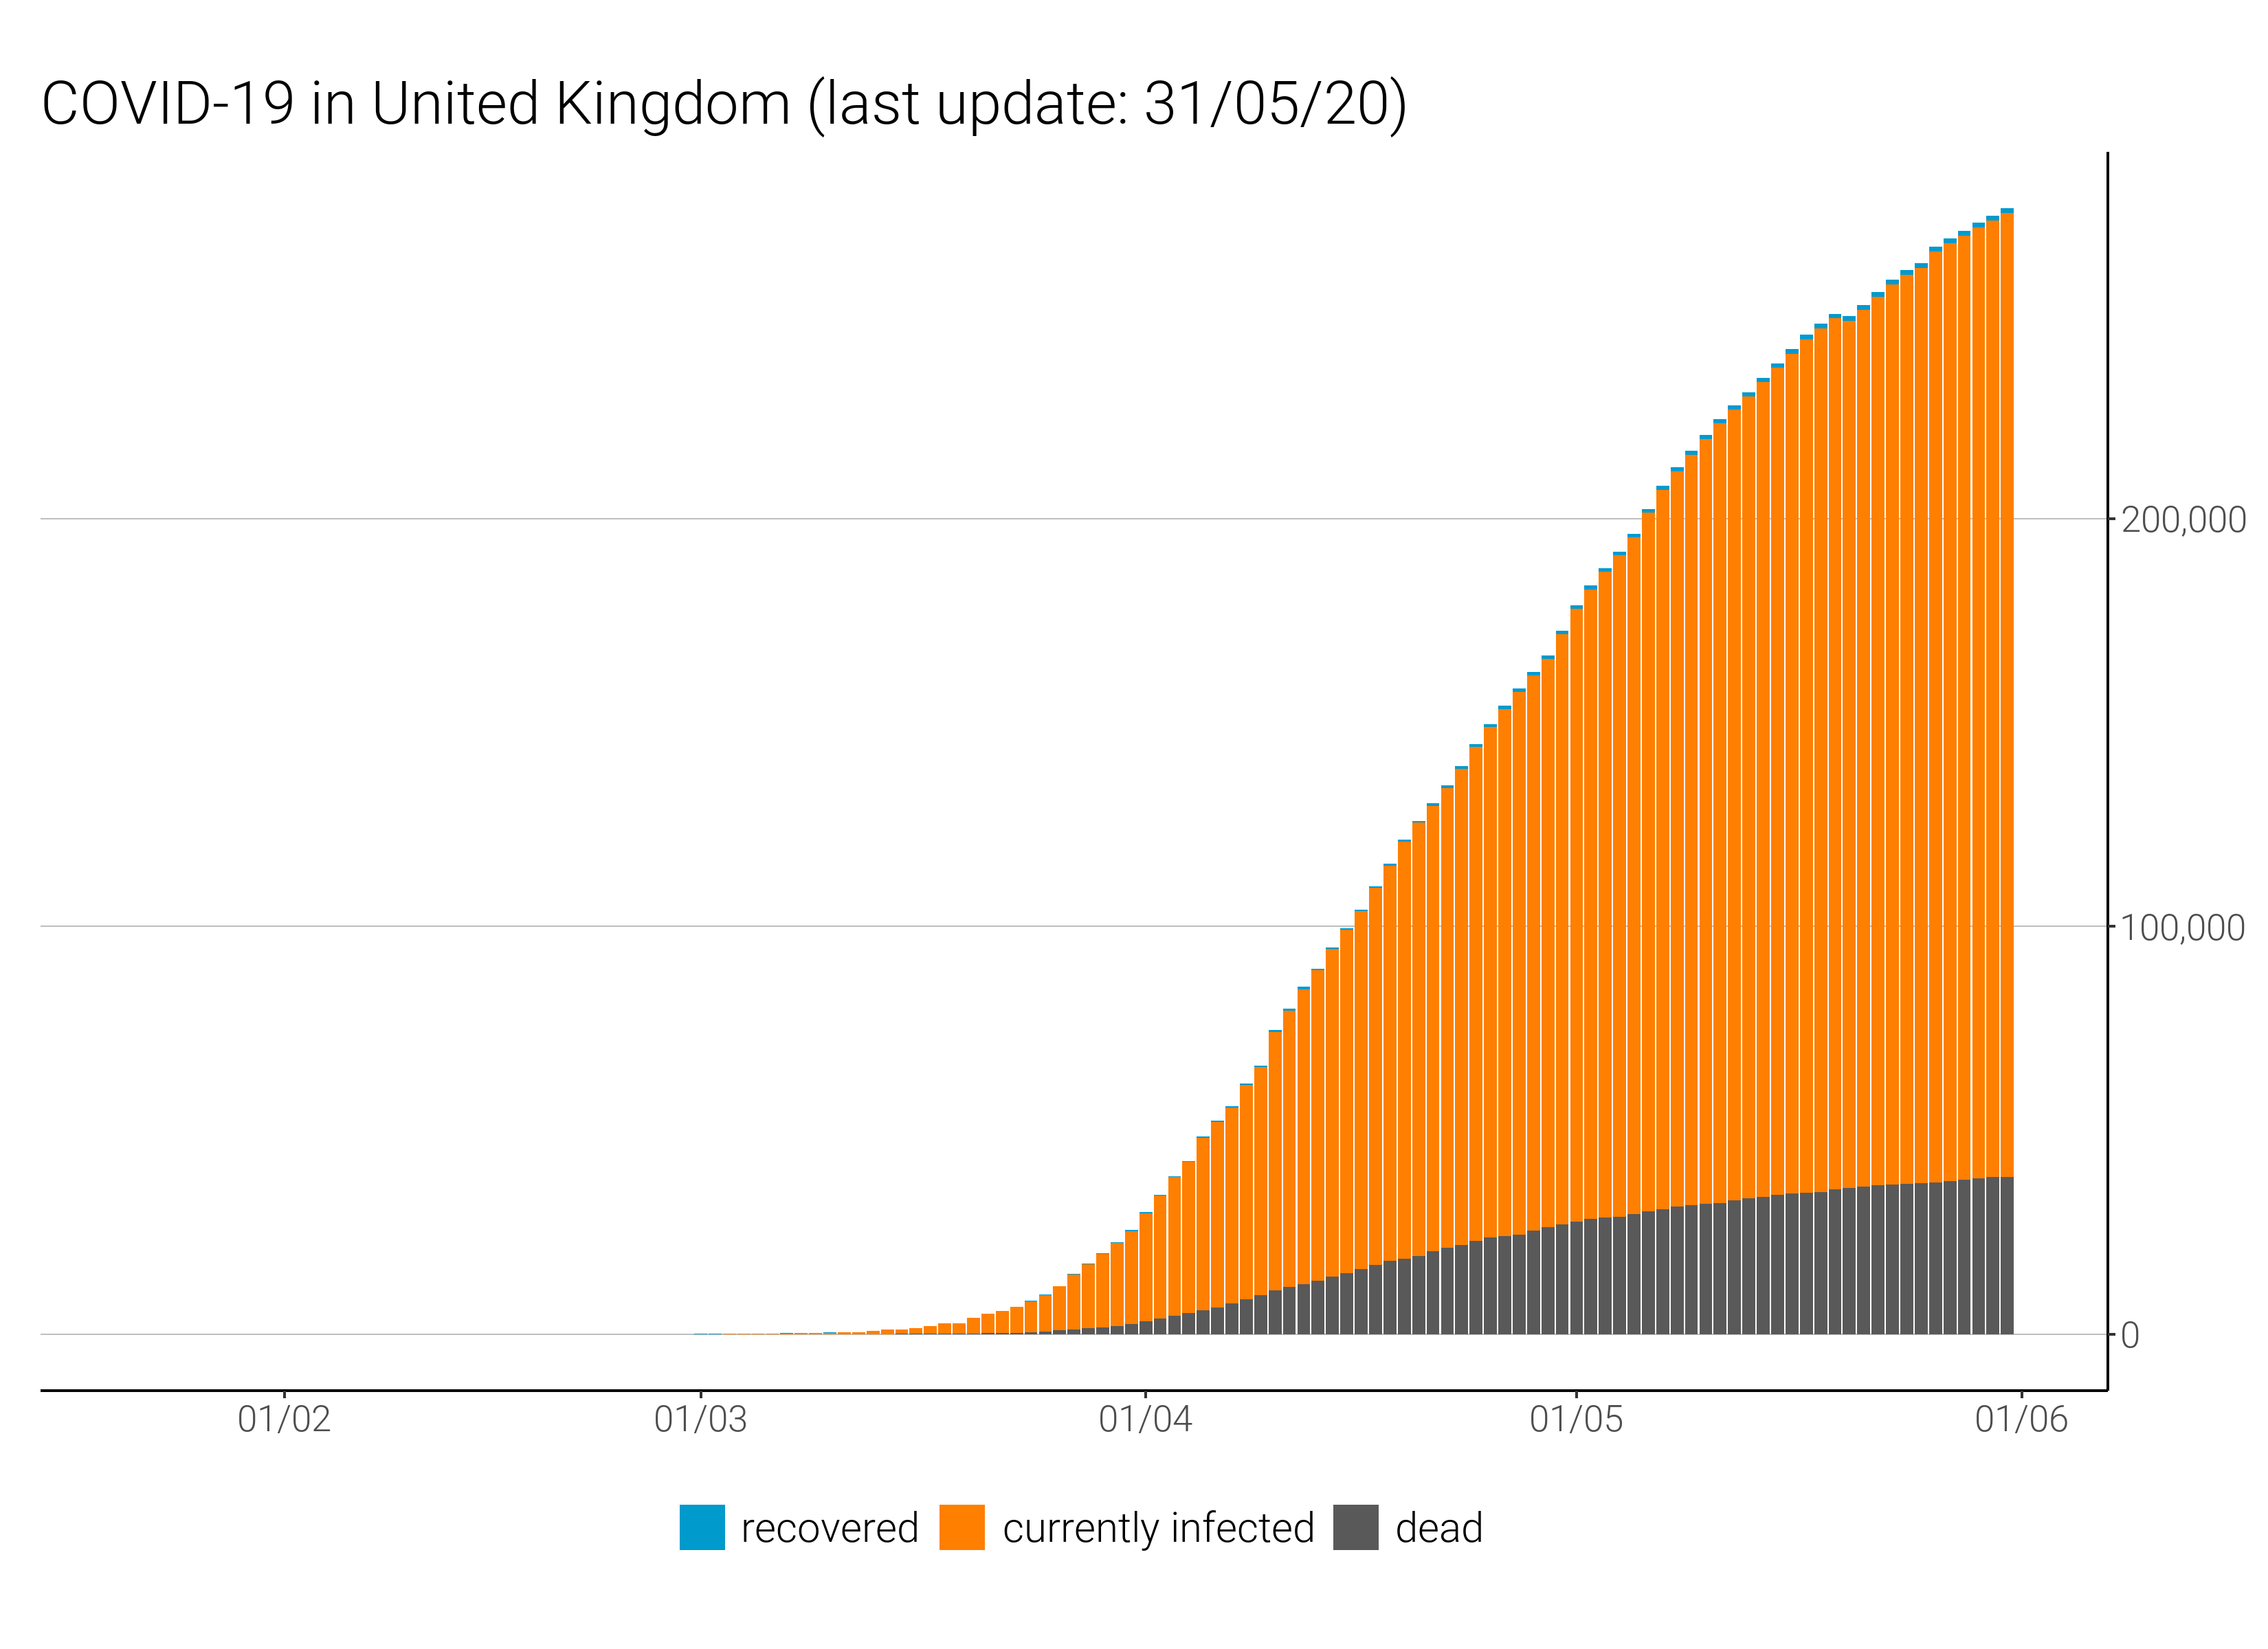 COVID-19 in United Kingdom (last update: 31/05/20)
200,000
100,000
0
01/02 01/03 01/04 01/05 01/06
recovered currently infected dead